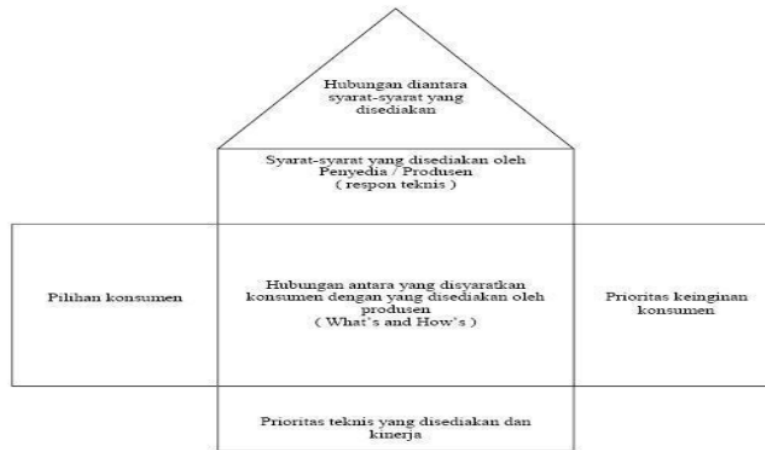 Hubungan diantara
syarat-syarat yang
disediakan
Syarat-syarat yang disediakan oleh
Penyedia / Produsen
( respon teknis )
Pilihan konsumen
Hubungan antara yang disyaratkan
konsumen dengan yang disediakan oleh
produsen
( What's and How's )
Prioritas keinginan
konsumen
Prioritas teknis yang disediakan dan
kinerja